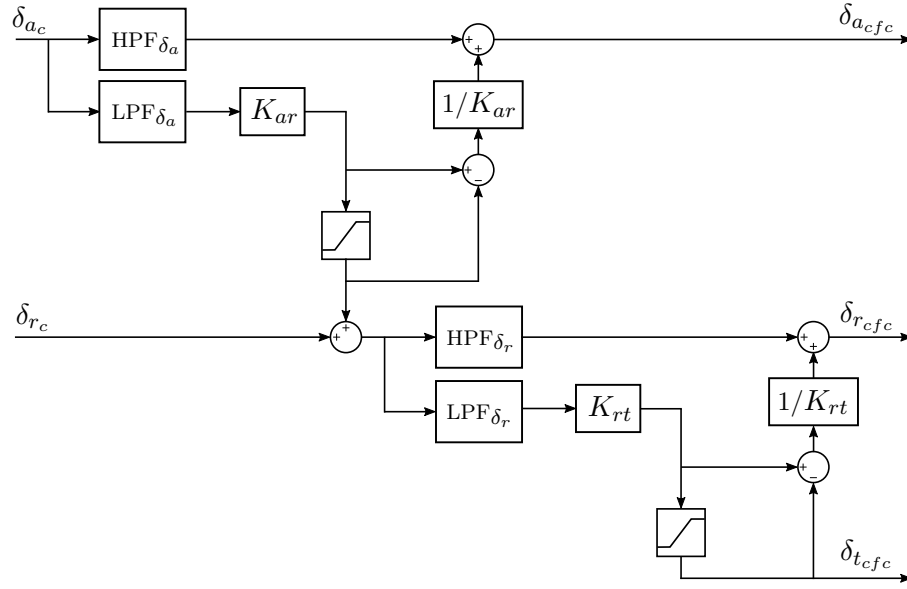 δ_{a_c}
HPF_{δ_a}
+
+
δ_{a_{cfc}}
LPF_{δ_a}
K_{ar}
1/K_{ar}
+
−
δ_{r_c}
+
+
HPF_{δ_r}
+
+
δ_{r_{cfc}}
LPF_{δ_r}
K_{rt}
1/K_{rt}
+
−
δ_{t_{cfc}}